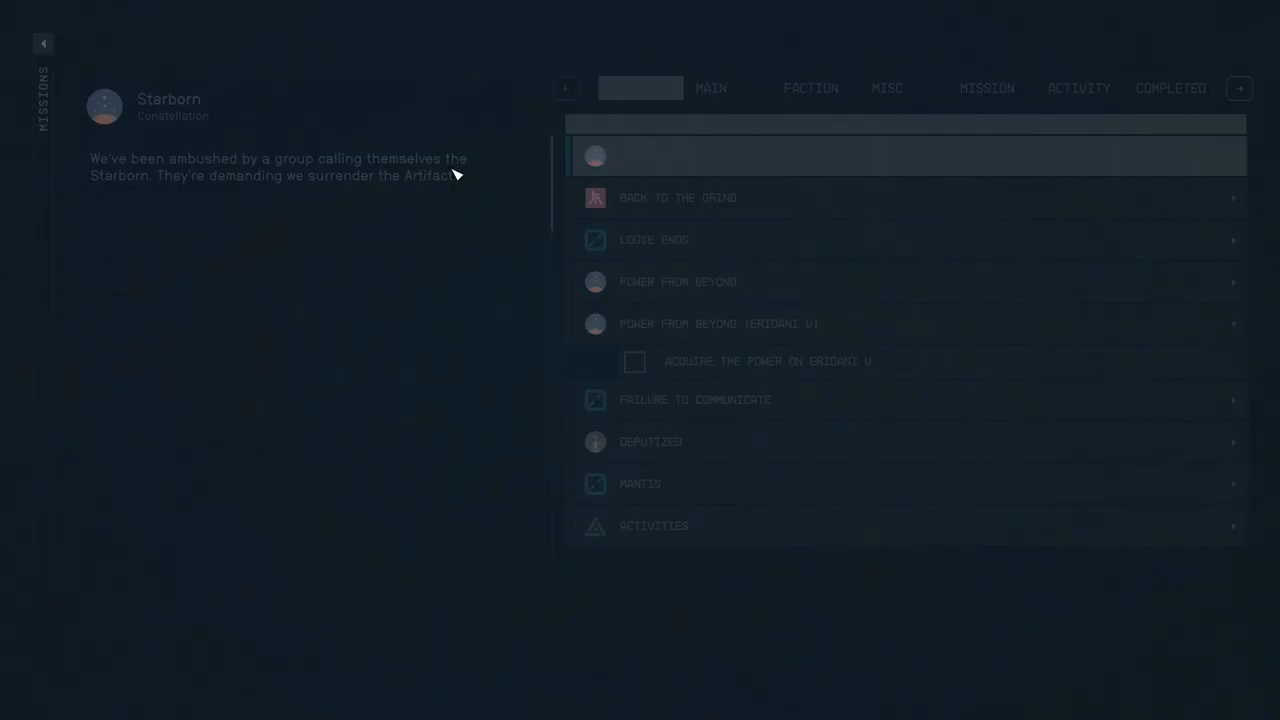 MISSIONS
Starborn
Constellation
We've been ambushed by a group calling themselves the
Starborn. They're demanding we surrender the Artifact
MAIN
FACTION
MISC
MISSION
ACTIVITY
COMPLETED
BACK TO THE GRIND
LOOSE ENDS
POWER FROM BEYOND
POWER FROM BEYOND (ERIDANI V)
ACQUIRE THE POWER ON ERIDANI V
FAILURE TO COMMUNICATE
DEPUTIZED
MANTIS
ACTIVITIES